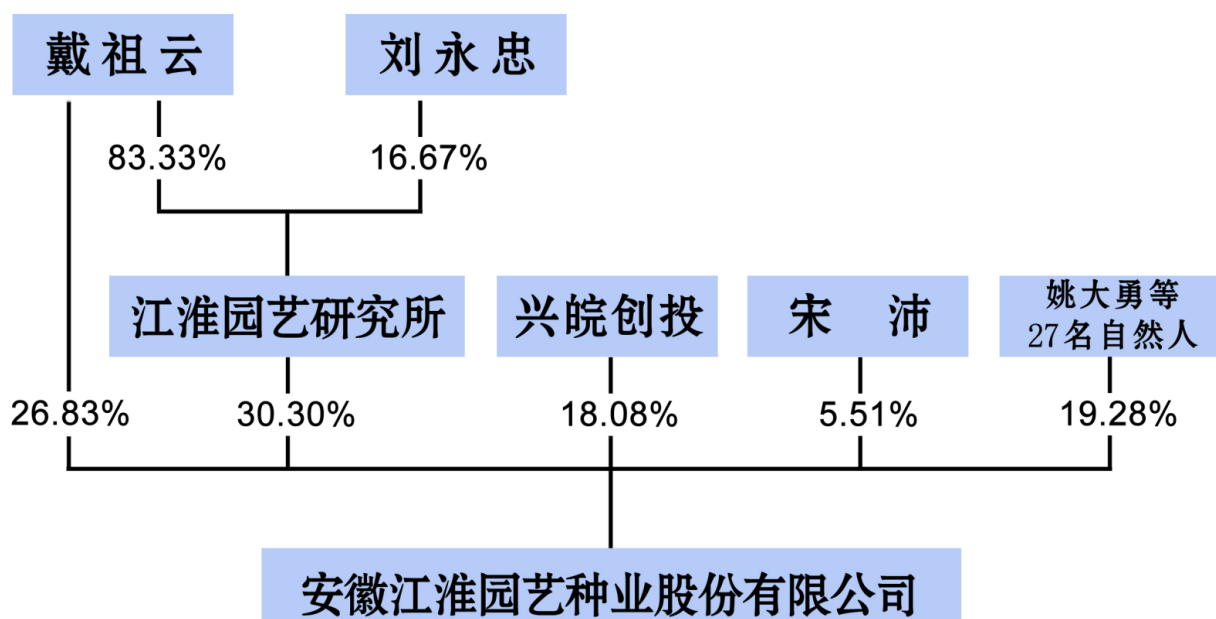 戴祖云
刘永忠
83.33%
16.67%
江淮园艺研究所
兴皖创投
宋 沛
姚大勇等
27名自然人
26.83%
30.30%
18.08%
5.51%
19.28%
安徽江淮园艺种业股份有限公司